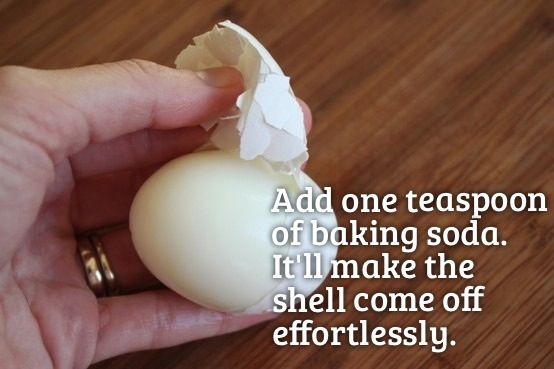 Add one teaspoon
of baking soda.
It'll make the
shell come off
effortlessly.